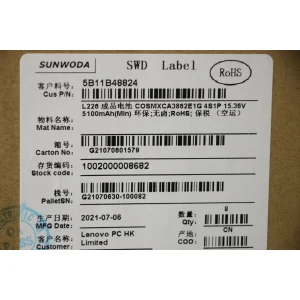 SUNWODA SWD Label RoHS
客户料号: 5B11B48824
Cus P/N:
L226 成品电池 COSMXCA3862E1G 4S1P 15.36V
5100mAh(Min) 环保;无卤;RoHS; 保税 (空运)
物料名称:
Mat Name:
箱号: G21070601579
Carton No:
存货编码: 1002000008682
Stock code:
栈号: G21070630-100082
PalletSN:
生产日期: 2021-07-06 数量: 8
MFG Date: Qty:
客户名称: Lenovo PC HK 产地: CN
Customer Limited COO: